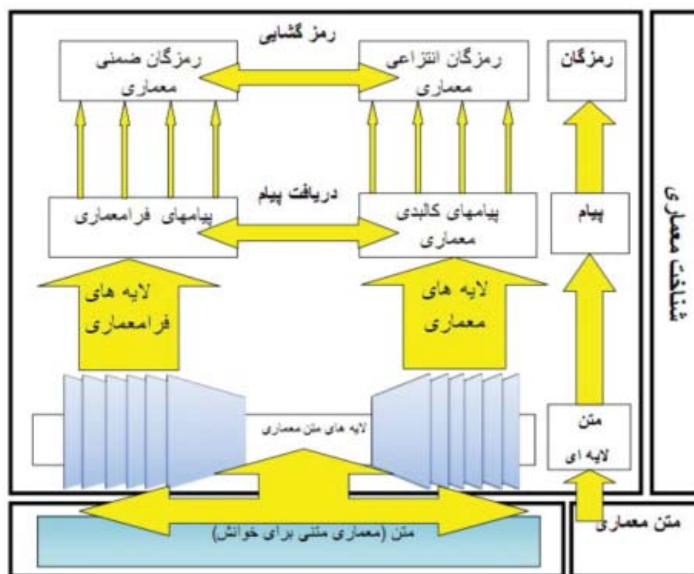 رمز گشایی
رمزگان
رمزگان انتزاعی
معماری
رمزگان ضمنی
معماری
دریافت پیام
پیام
پیامهای کالبدی
معماری
پیامهای فرامعماری
شناخت معماری
لایه های
معماری
لایه های
فرامعماری
متن
لایه ای
لایه های متن معماری
متن معماری
متن (معماری متنی برای خوانش)